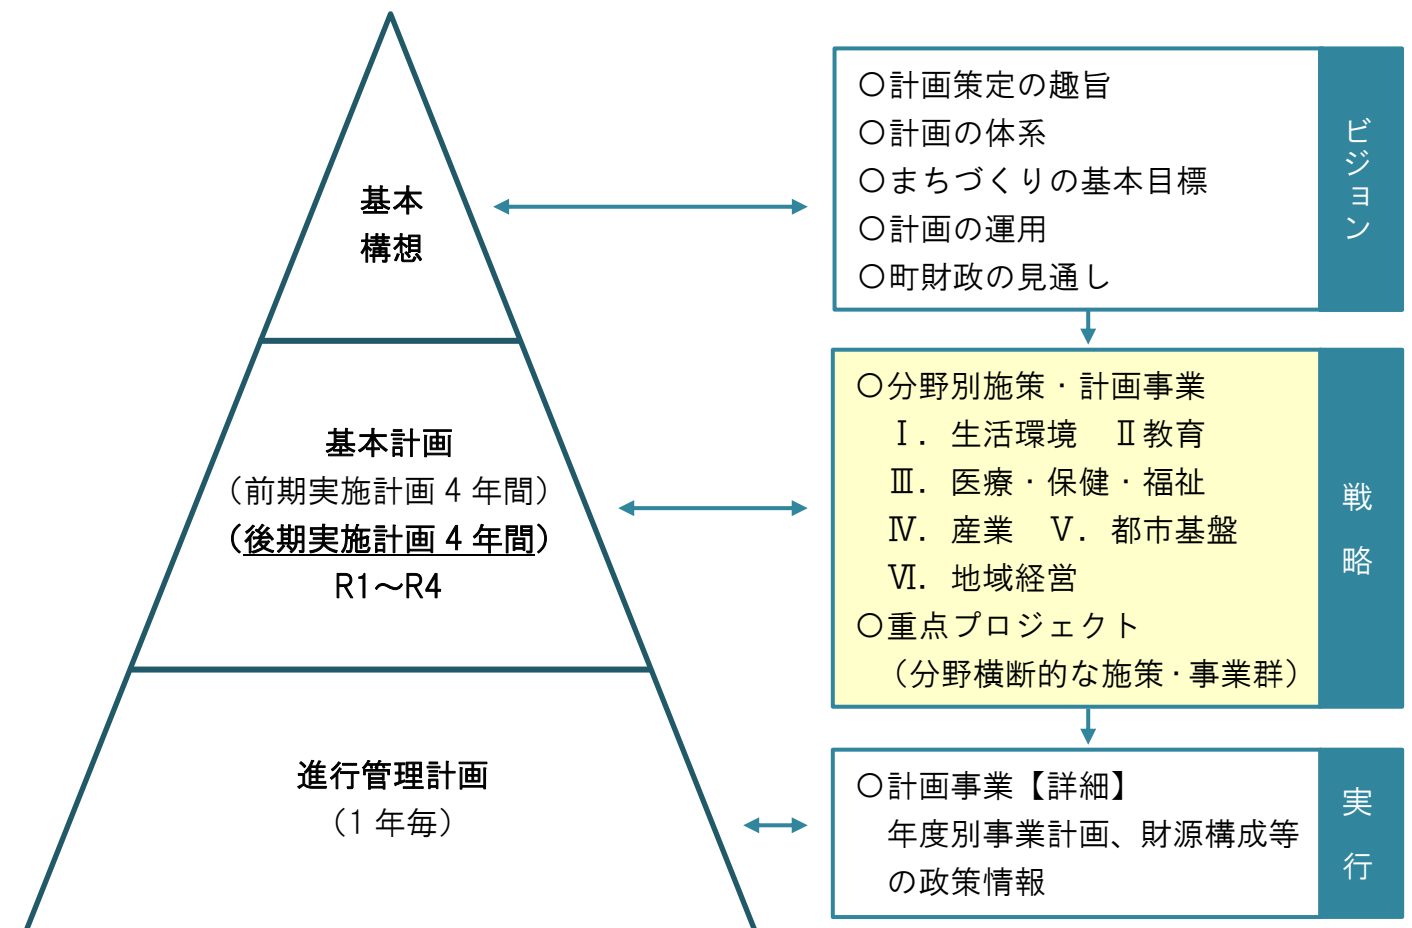 基本
構想
〇計画策定の趣旨
〇計画の体系
〇まちづくりの基本目標
〇計画の運用
〇町財政の見通し
ビジョン
基本計画
（前期実施計画４年間）
（後期実施計画４年間）
R1～R4
〇分野別施策・計画事業
Ⅰ．生活環境　Ⅱ教育
Ⅲ．医療・保健・福祉
Ⅳ．産業　Ⅴ．都市基盤
Ⅵ．地域経営
〇重点プロジェクト
（分野横断的な施策・事業群）
戦略
進行管理計画
（1年毎）
〇計画事業【詳細】
年度別事業計画、財源構成等
の政策情報
実行